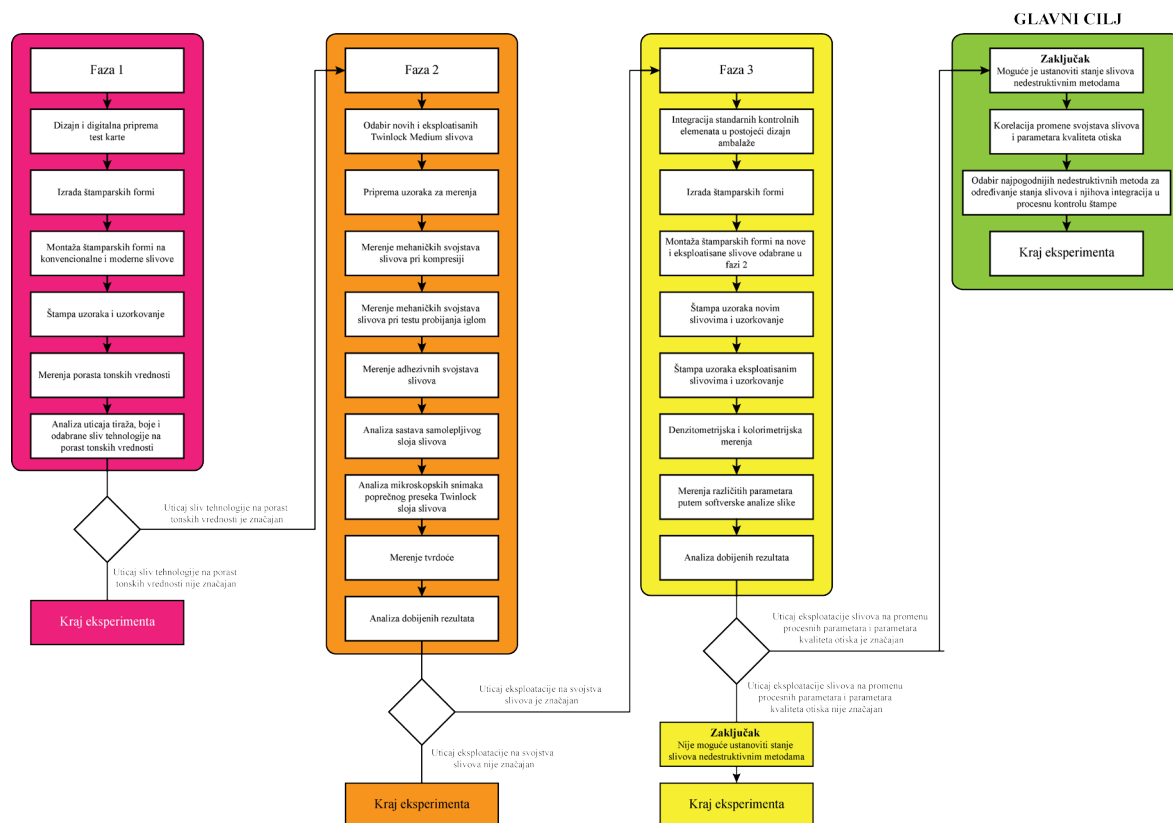 Faza 1
Dizajn i digitalna priprema
test karte
Izrada štamparskih formi
Montaža štamparskih formi na
konvencionalne i moderne slivove
Štampa uzoraka i uzorkovanje
Merenja porasta tonskih vrednosti
Analiza uticaja tiraža, boje i
odabrane sliv tehnologije na
porast tonskih vrednosti
Uticaj sliv tehnologije na porast
tonskih vrednosti je značajan
Uticaj sliv tehnologije na porast
tonskih vrednosti nije značajan
Kraj eksperimenta
Faza 2
Odabir novih i eksploatisanih
Twinlock Medium slivova
Priprema uzoraka za merenja
Merenje mehaničkih svojstava
slivova pri kompresiji
Merenje mehaničkih svojstava
slivova pri testu probijanja iglom
Merenje adhezivnih svojstava
slivova
Analiza sastava samolepljivog
sloja slivova
Analiza mikroskopskih snimaka
poprečnog preseka Twinlock
sloja slivova
Merenje tvrdoće
Analiza dobijenih rezultata
Uticaj eksploatacije na svojstva
slivova je značajan
Uticaj eksploatacije na svojstva
slivova nije značajan
Kraj eksperimenta
Faza 3
Integracija standarnih kontrolnih
elemenata u postojeći dizajn
ambalaže
Izrada štamparskih formi
Montaža štamparskih formi na nove
i eksploatisane slivove odabrane u
fazi 2
Štampa uzoraka novim
slivovima i uzorkovanje
Štampa uzoraka eksploatisanim
slivovima i uzorkovanje
Denzitometrijska i kolorimetrijska
merenja
Merenja različitih parametara
putem softverske analize slike
Analiza dobijenih rezultata
Uticaj eksploatacije slivova na promenu
procesnih parametara i parametara
kvaliteta otiska je značajan
Uticaj eksploatacije slivova na promenu
procesnih parametara i parametara
kvaliteta otiska nije značajan
Zaključak
Nije moguće ustanoviti stanje
slivova nedestruktivnim metodama
Kraj eksperimenta
GLAVNI CILJ
Zaključak
Moguće je ustanoviti stanje slivova
nedestruktivnim metodama
Korelacija promene svojstava slivova
i parametara kvaliteta otiska
Odabir najpogodnijih nedestruktivnih metoda za
određivanje stanja slivova i njihova integracija u
procesnu kontrolu štampe
Kraj eksperimenta